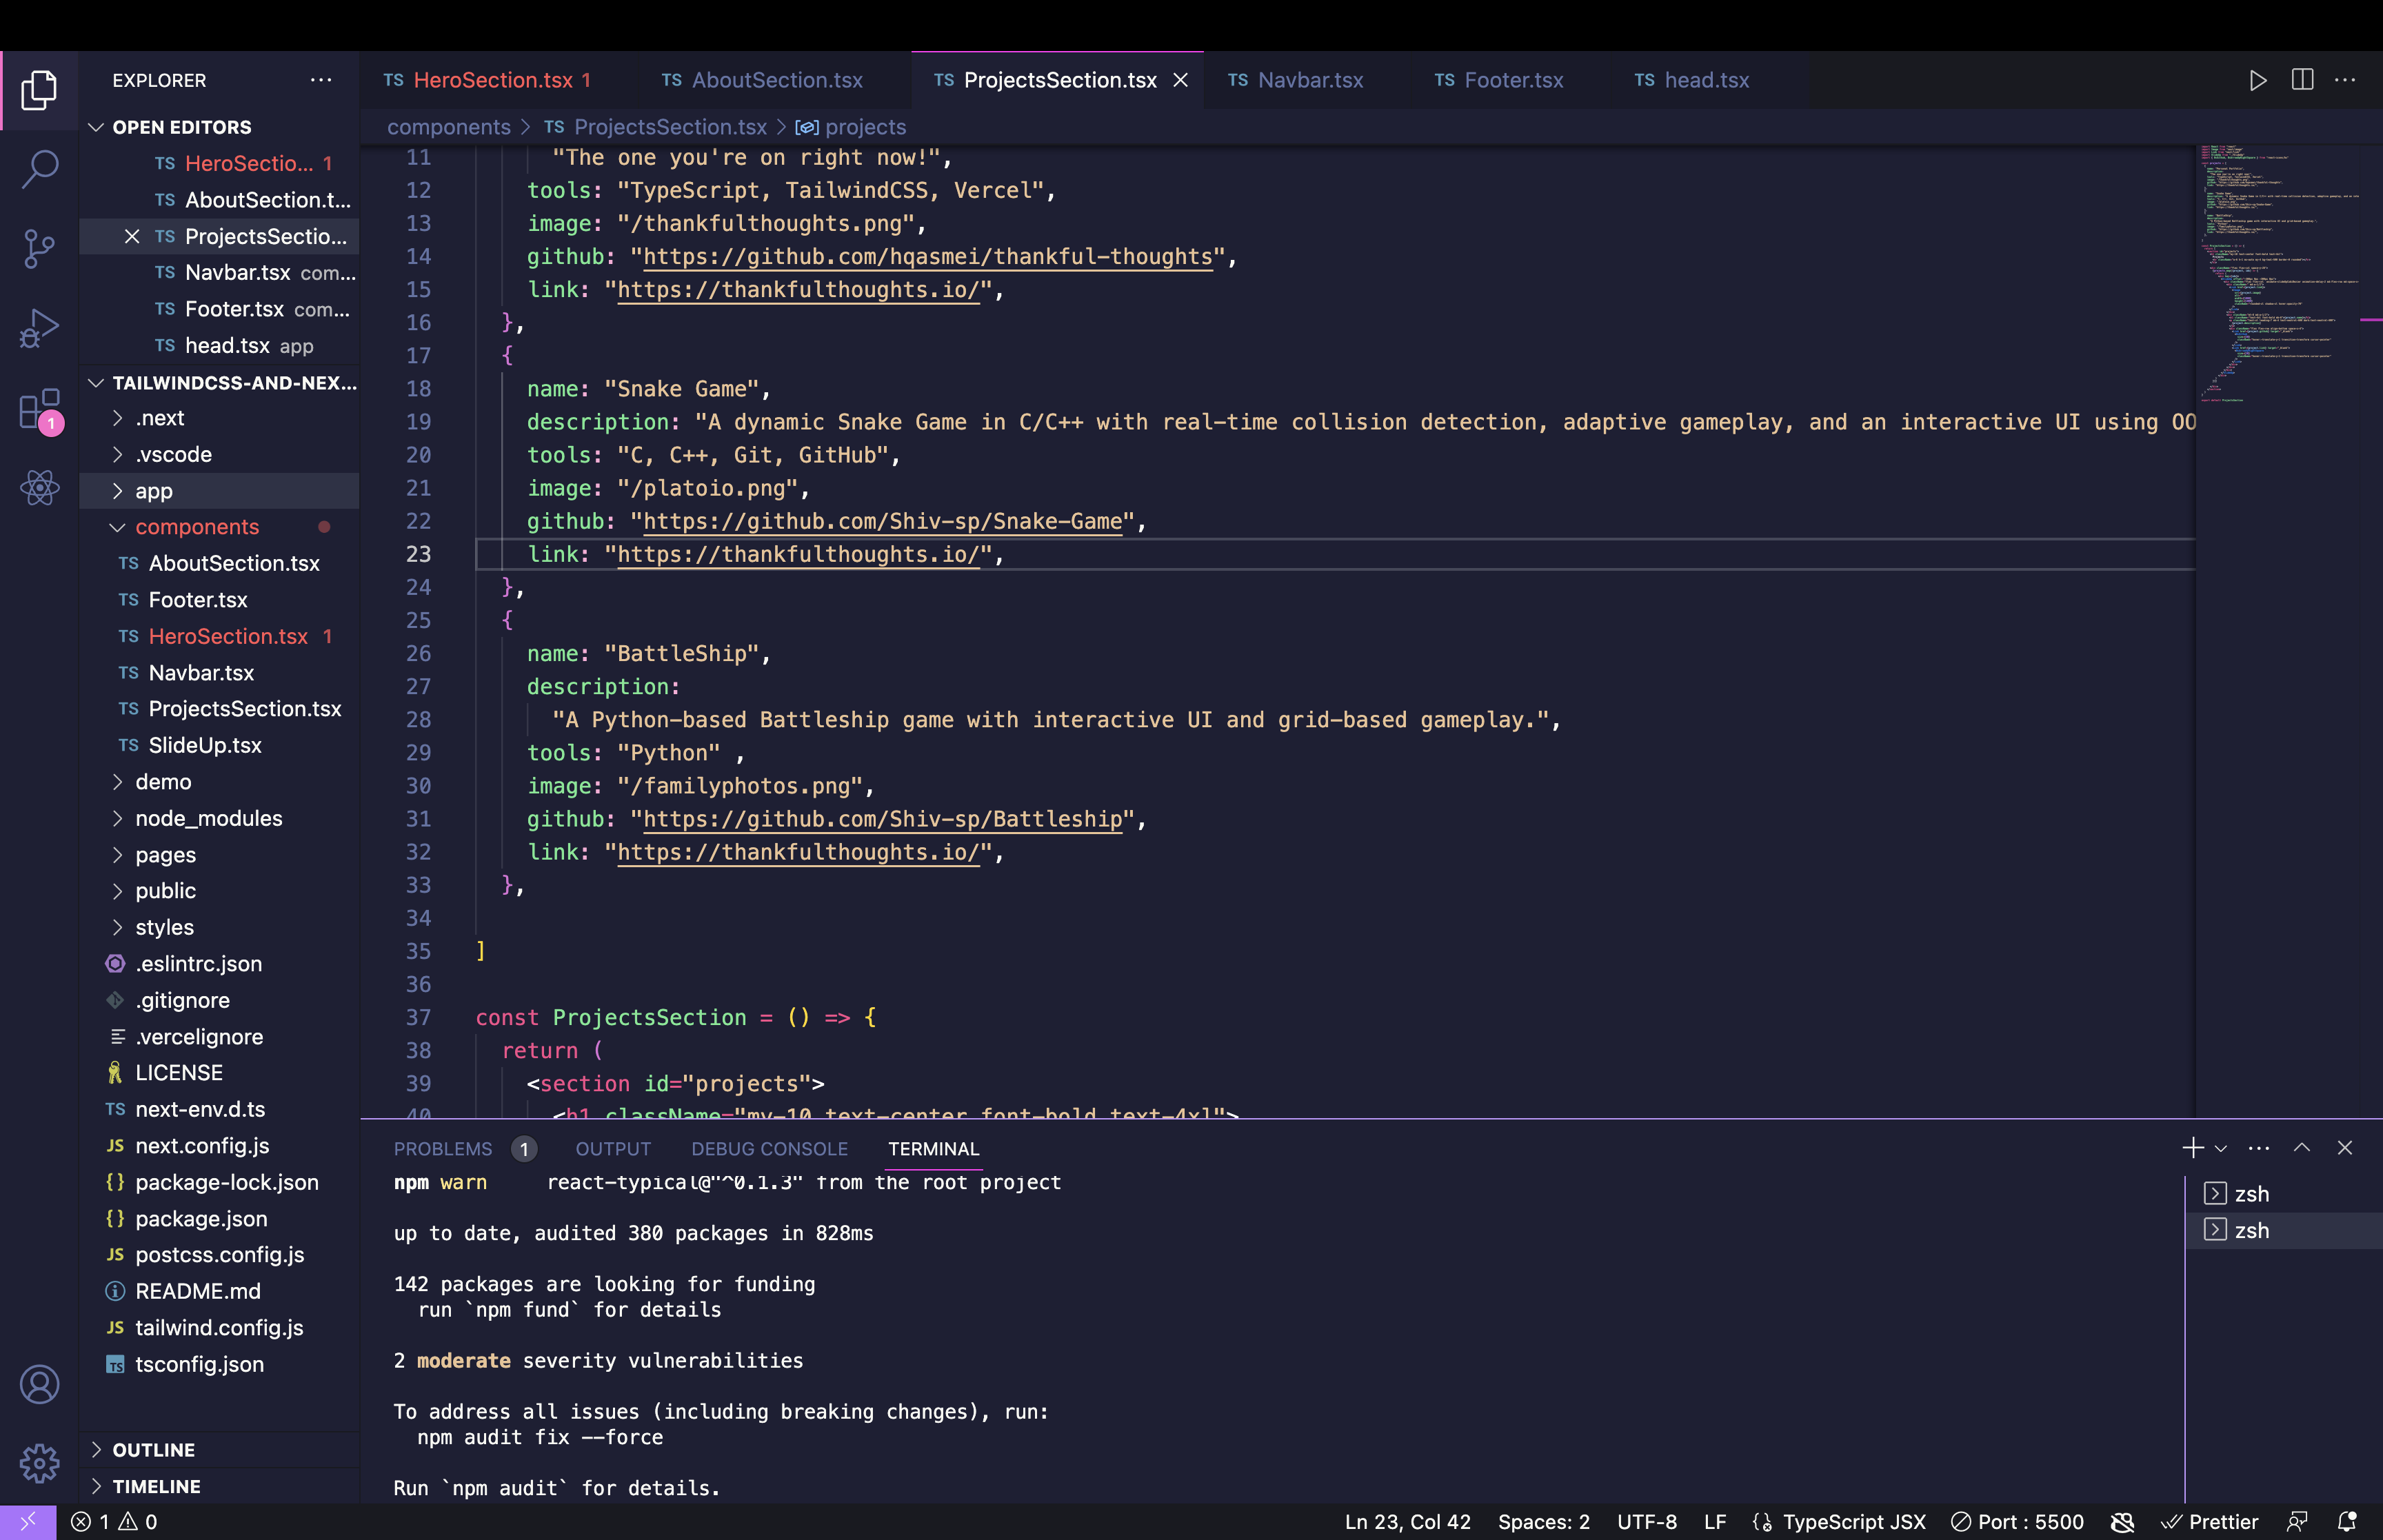 EXPLORER
OPEN EDITORS
TS HeroSectio... 1
TS AboutSection.t...
TS ProjectsSectio...
TS Navbar.tsx com...
TS Footer.tsx com...
TS head.tsx app
TAILWINDCSS-AND-NEX...
.next
.vscode
app
components
TS AboutSection.tsx
TS Footer.tsx
TS HeroSection.tsx 1
TS Navbar.tsx
TS ProjectsSection.tsx
TS SlideUp.tsx
demo
node_modules
pages
public
styles
.eslintrc.json
.gitignore
.vercelignore
LICENSE
TS next-env.d.ts
JS next.config.js
{} package-lock.json
{} package.json
JS postcss.config.js
README.md
JS tailwind.config.js
TS tsconfig.json
OUTLINE
TIMELINE
1
TS HeroSection.tsx 1 TS AboutSection.tsx TS ProjectsSection.tsx TS Navbar.tsx TS Footer.tsx TS head.tsx
components > TS ProjectsSection.tsx > projects
11 "The one you're on right now!",
12 tools: "TypeScript, TailwindCSS, Vercel",
13 image: "/thankfulthoughts.png",
14 github: "https://github.com/hqasmei/thankful-thoughts",
15 link: "https://thankfulthoughts.io/",
16 },
17 {
18 name: "Snake Game",
19 description: "A dynamic Snake Game in C/C++ with real-time collision detection, adaptive gameplay, and an interactive UI using OO
20 tools: "C, C++, Git, GitHub",
21 image: "/platoio.png",
22 github: "https://github.com/Shiv-sp/Snake-Game",
23 link: "https://thankfulthoughts.io/",
24 },
25 {
26 name: "BattleShip",
27 description:
28 "A Python-based Battleship game with interactive UI and grid-based gameplay.",
29 tools: "Python" ,
30 image: "/familyphotos.png",
31 github: "https://github.com/Shiv-sp/Battleship",
32 link: "https://thankfulthoughts.io/",
33 },
34
35 ]
36
37 const ProjectsSection = () => {
38 return (
39 <section id="projects">
40 <h1 className="my-10 text-center font-bold text-4xl">
PROBLEMS 1 OUTPUT DEBUG CONSOLE TERMINAL
npm warn react-typical@"^0.1.3" from the root project
up to date, audited 380 packages in 828ms
142 packages are looking for funding
run `npm fund` for details
2 moderate severity vulnerabilities
To address all issues (including breaking changes), run:
npm audit fix --force
Run `npm audit` for details.
zsh
zsh
1 0 Ln 23, Col 42 Spaces: 2 UTF-8 LF TypeScript JSX Port : 5500 Prettier